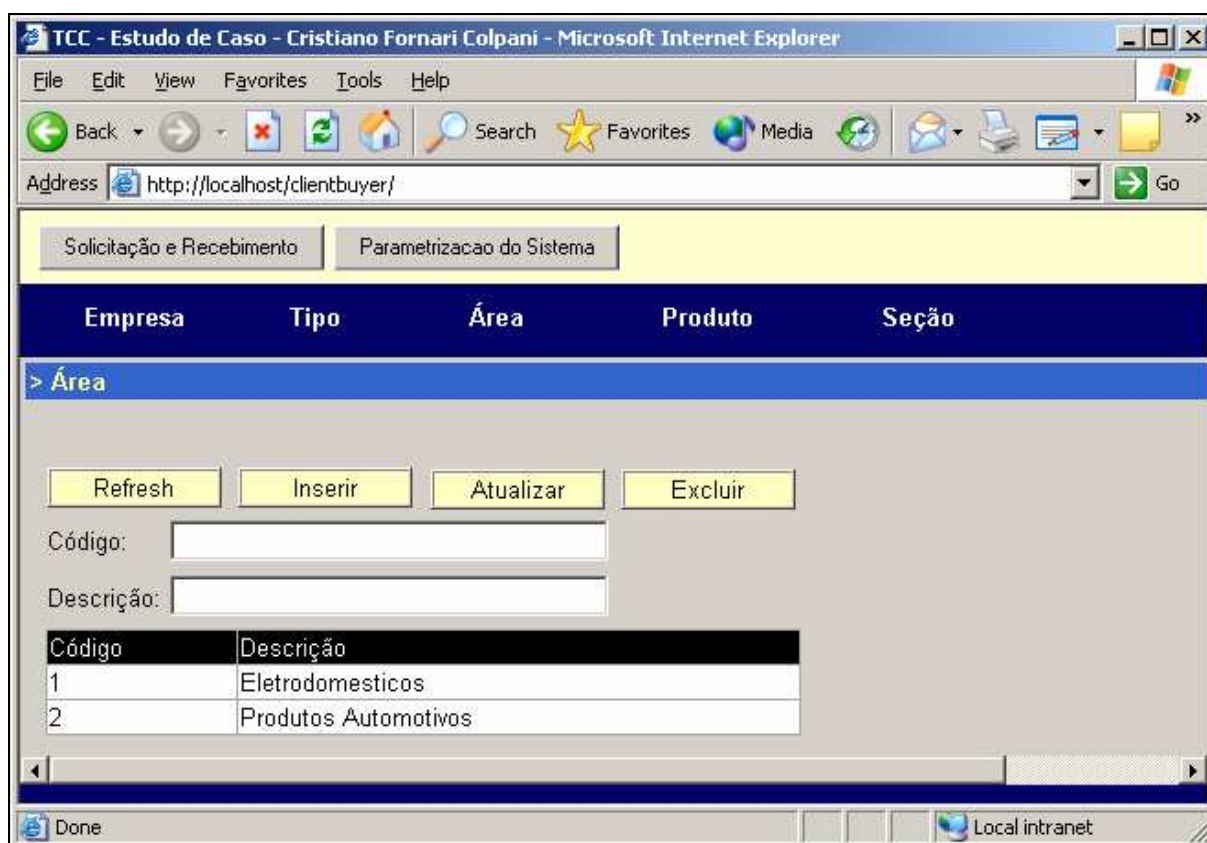 TCC - Estudo de Caso - Cristiano Fornari Colpani - Microsoft Internet Explorer
File Edit View Favorites Tools Help
Back Search Favorites Media »
Address http://localhost/clientbuyer/ Go
Solicitação e Recebimento Parametrizacao do Sistema
Empresa Tipo Área Produto Seção
> Área
Refresh Inserir Atualizar Excluir
Código:
Descrição:
Código Descrição
1 Eletrodomesticos
2 Produtos Automotivos
Done Local intranet